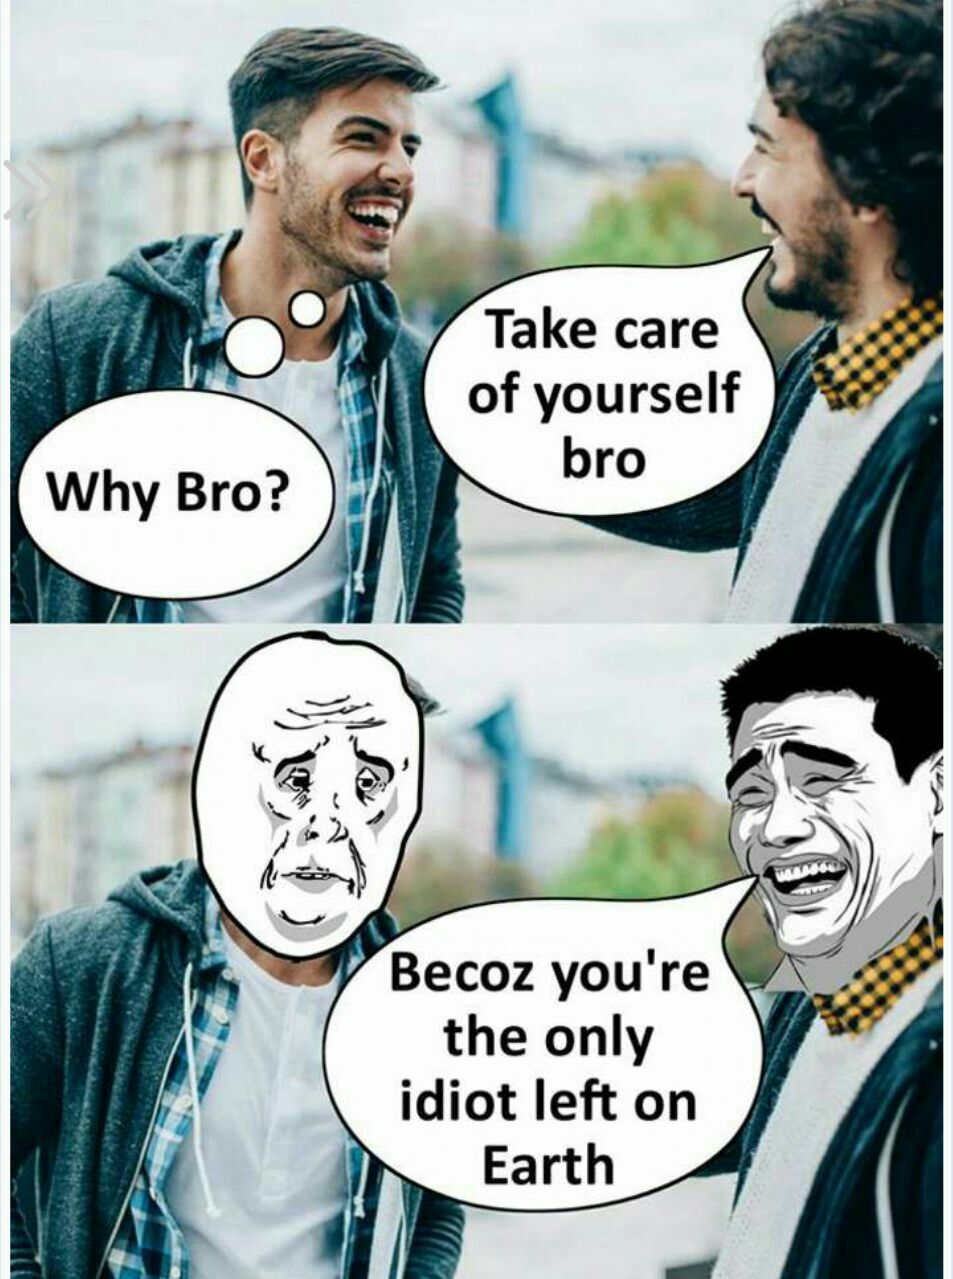 Take care
of yourself
bro
Why Bro?
Becoz you're
the only
idiot left on
Earth